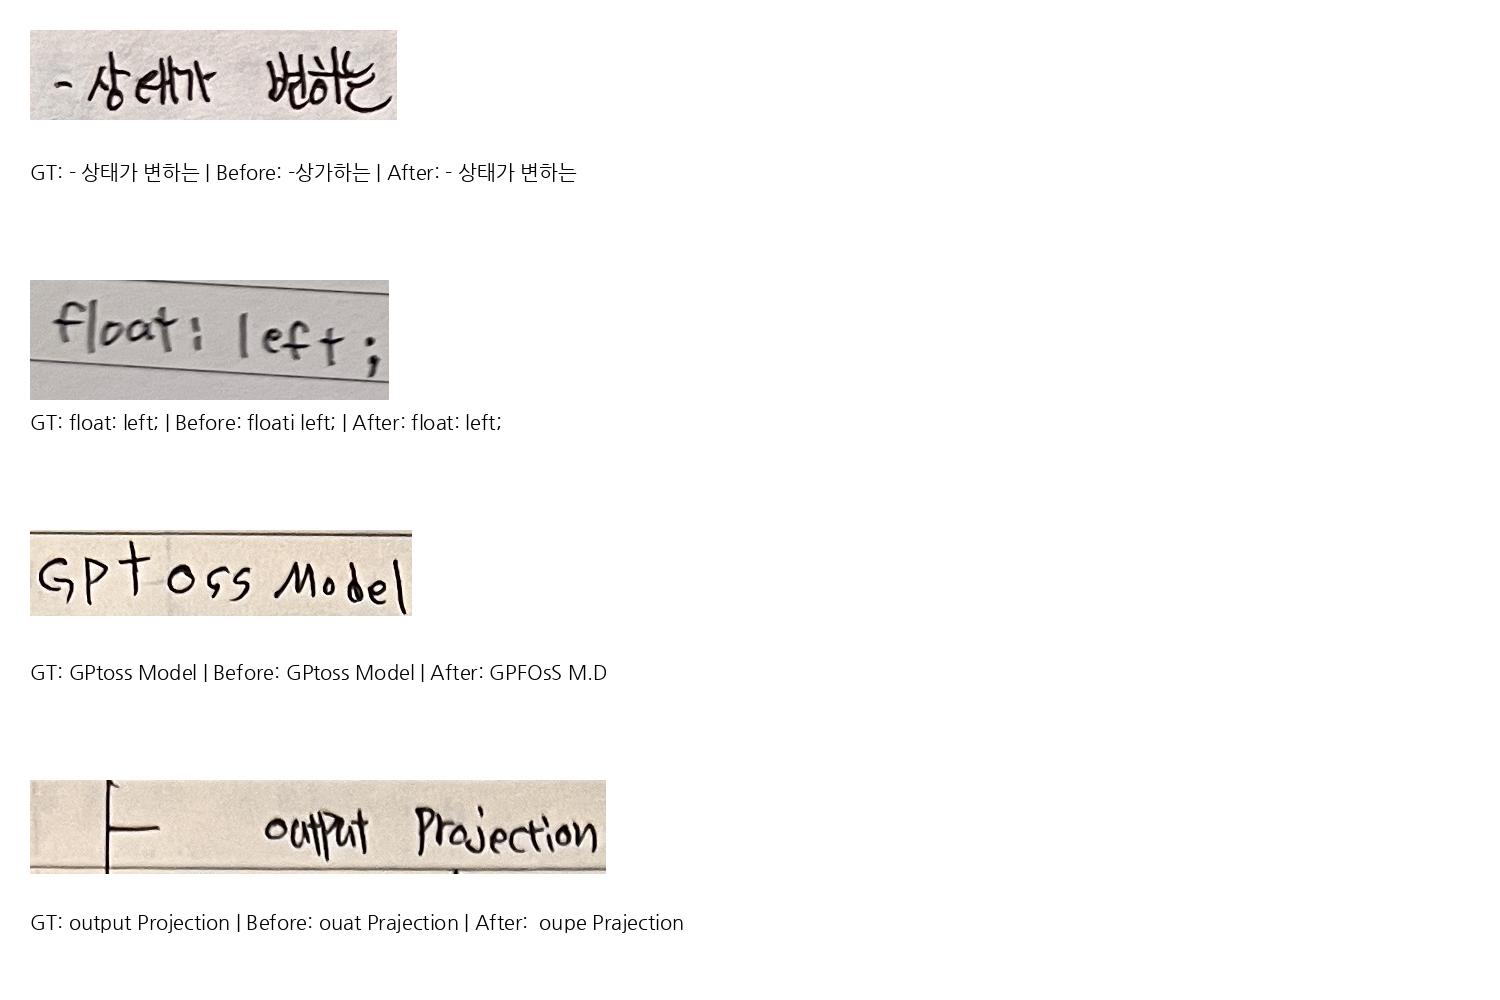 - 상태가 변하는
GT: - 상태가 변하는 | Before: -상가하는 | After: - 상태가 변하는
float: left;
GT: float: left; | Before: floati left; | After: float: left;
GPt oss Model
GT: GPtoss Model | Before: GPtoss Model | After: GPFOsS M.D
output Projection
GT: output Projection | Before: ouat Prajection | After:  oupe Prajection